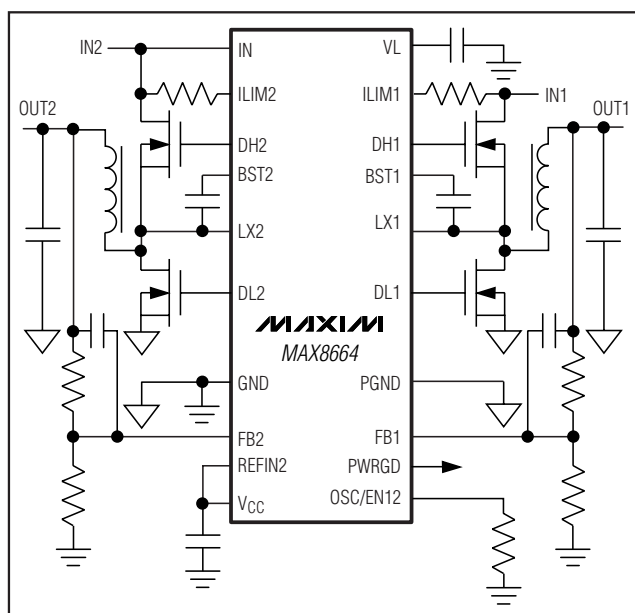 IN2
IN
VL
ILIM2
ILIM1
IN1
OUT2
OUT1
DH2
DH1
BST2
BST1
LX2
LX1
DL2
DL1
MAXIM
MAX8664
GND
PGND
FB2
FB1
REFIN2
PWRGD
VCC
OSC/EN12